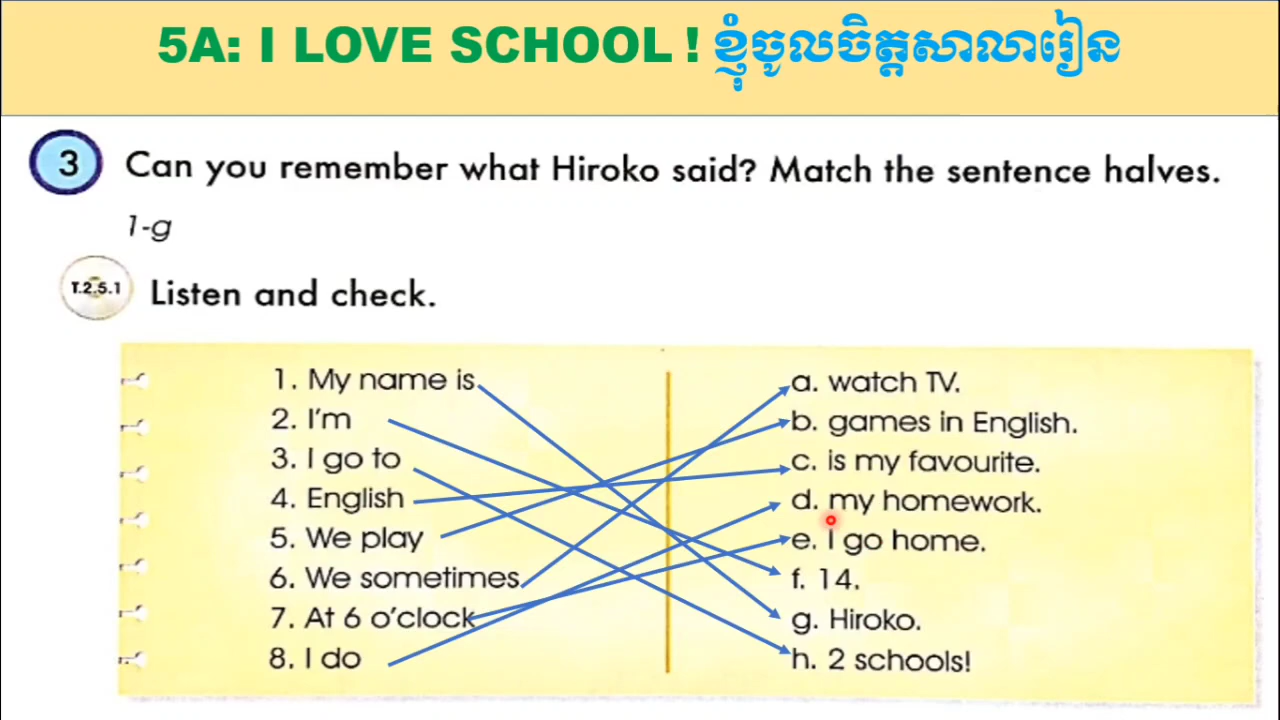 5A: I LOVE SCHOOL ! ខ្ញុំចូលចិត្តសាលារៀន
3 Can you remember what Hiroko said? Match the sentence halves.
1-g
T.2.5.1 Listen and check.
1. My name is
2. I'm
3. I go to
4. English
5. We play
6. We sometimes
7. At 6 o'clock
8. I do
a. watch TV.
b. games in English.
c. is my favourite.
d. my homework.
e. I go home.
f. 14.
g. Hiroko.
h. 2 schools!